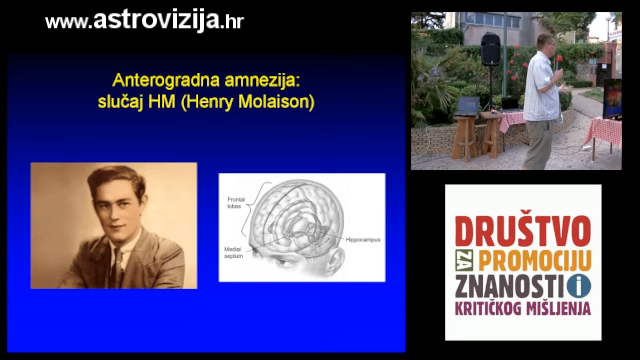 www.astrovizija.hr
Anterogradna amnezija:
slučaj HM (Henry Molaison)
Frontal
lobes
Medial
septum
Hippocampus
DRUŠTVO
ZA PROMOCIJU
ZNANOSTI i
KRITIČKOG MIŠLJENJA